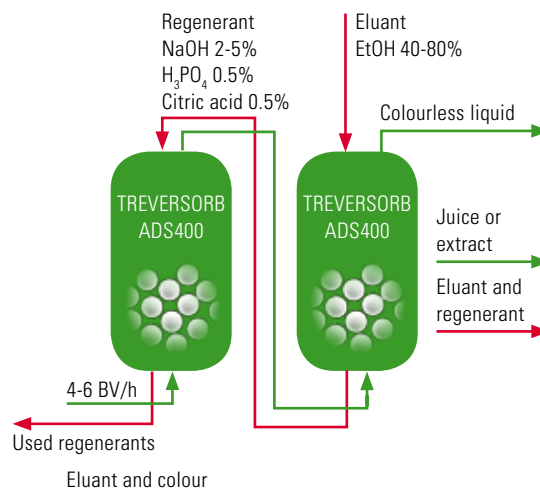 Regenerant
NaOH 2-5%
H₃PO₄ 0.5%
Citric acid 0.5%
Eluant
EtOH 40-80%
Colourless liquid
TREVERSORB
ADS400
TREVERSORB
ADS400
Juice or
extract
Eluant and
regenerant
4-6 BV/h
Used regenerants
Eluant and colour